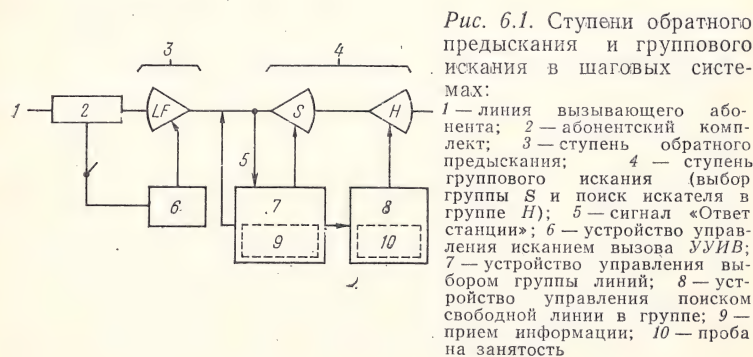 3
4
1
2
LF
S
H
5
6
7
8
9
10
Рис. 6.1. Ступени обратного
предыскания и группового
искания в шаговых систе-
мах:
1 — линия вызывающего або-
нента; 2 — абонентский комп-
лект; 3 — ступень обратного
предыскания; 4 — ступень
группового искания (выбор
группы S и поиск искателя в
группе H); 5 — сигнал «Ответ
станции»; 6 — устройство управ-
ления исканием вызова УУИВ;
7 — устройство управления вы-
бором группы линий; 8 — уст-
ройство управления поиском
свободной линии в группе; 9 —
прием информации; 10 — проба
на занятость